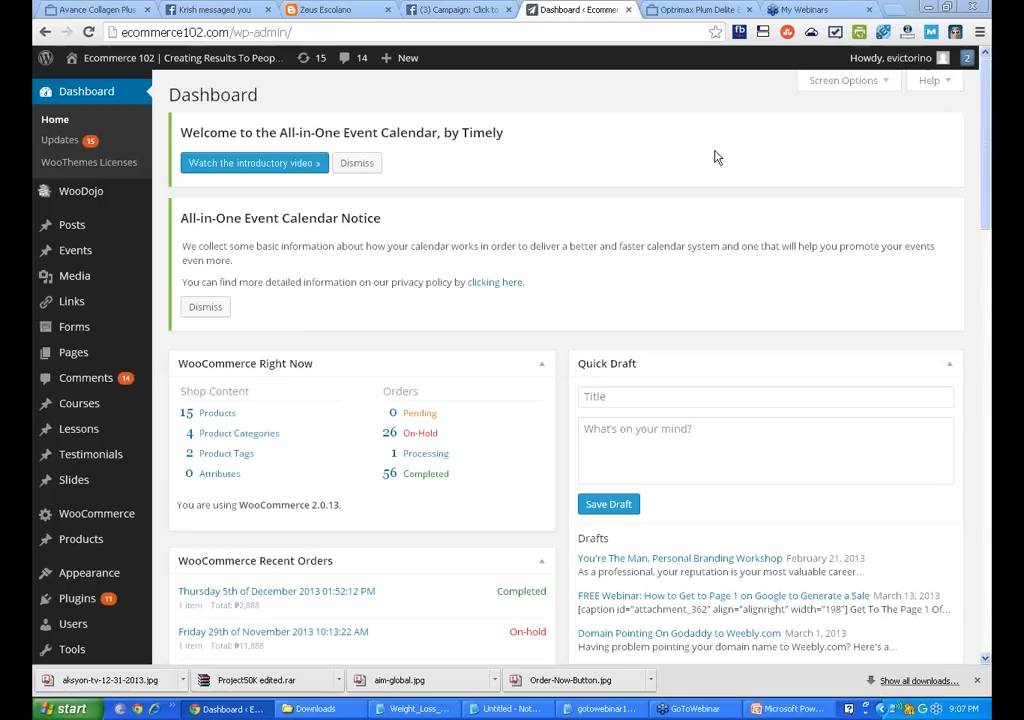 Avance Collagen Plus
Krish messaged you
Zeus Escolano
(3) Campaign: Click to
Dashboard ‹ Ecommer
Optrimax Plum Delite E
My Webinars
ecommerce102.com/wp-admin/
Ecommerce 102 | Creating Results To Peop...
15
14
New
Howdy, evictorino
2
Dashboard
Home
Updates 15
WooThemes Licenses
WooDojo
Posts
Events
Media
Links
Forms
Pages
Comments 14
Courses
Lessons
Testimonials
Slides
WooCommerce
Products
Appearance
Plugins 11
Users
Tools
Screen Options
Help
Dashboard
Welcome to the All-in-One Event Calendar, by Timely
Watch the introductory video »
Dismiss
All-in-One Event Calendar Notice
We collect some basic information about how your calendar works in order to deliver a better and faster calendar system and one that will help you promote your events
even more.
You can find more detailed information on our privacy policy by clicking here.
Dismiss
WooCommerce Right Now
Shop Content
15 Products
4 Product Categories
2 Product Tags
0 Attributes
Orders
0 Pending
26 On-Hold
1 Processing
56 Completed
You are using WooCommerce 2.0.13.
WooCommerce Recent Orders
Thursday 5th of December 2013 01:52:12 PM
Completed
1 item Total: ₱2,888
Friday 29th of November 2013 10:13:22 AM
On-hold
1 item Total: ₱11,888
Quick Draft
Title
What's on your mind?
Save Draft
Drafts
You're The Man, Personal Branding Workshop February 21, 2013
As a professional, your reputation is your most valuable career...
FREE Webinar: How to Get to Page 1 on Google to Generate a Sale March 13, 2013
[caption id="attachment_362" align="alignright" width="198"] Get To The Page 1 Of...
Domain Pointing On Godaddy to Weebly.com March 1, 2013
Having problem pointing your domain name to Weebly.com? Here's a...
aksyon-tv-12-31-2013.jpg
Project50K edited.rar
aim-global.jpg
Order-Now-Button.jpg
Show all downloads...
start
Dashboard ‹ E...
Downloads
Weight_Loss_...
Untitled - Not...
gotowebinar1...
GoToWebinar
Microsoft Pow...
9:07 PM